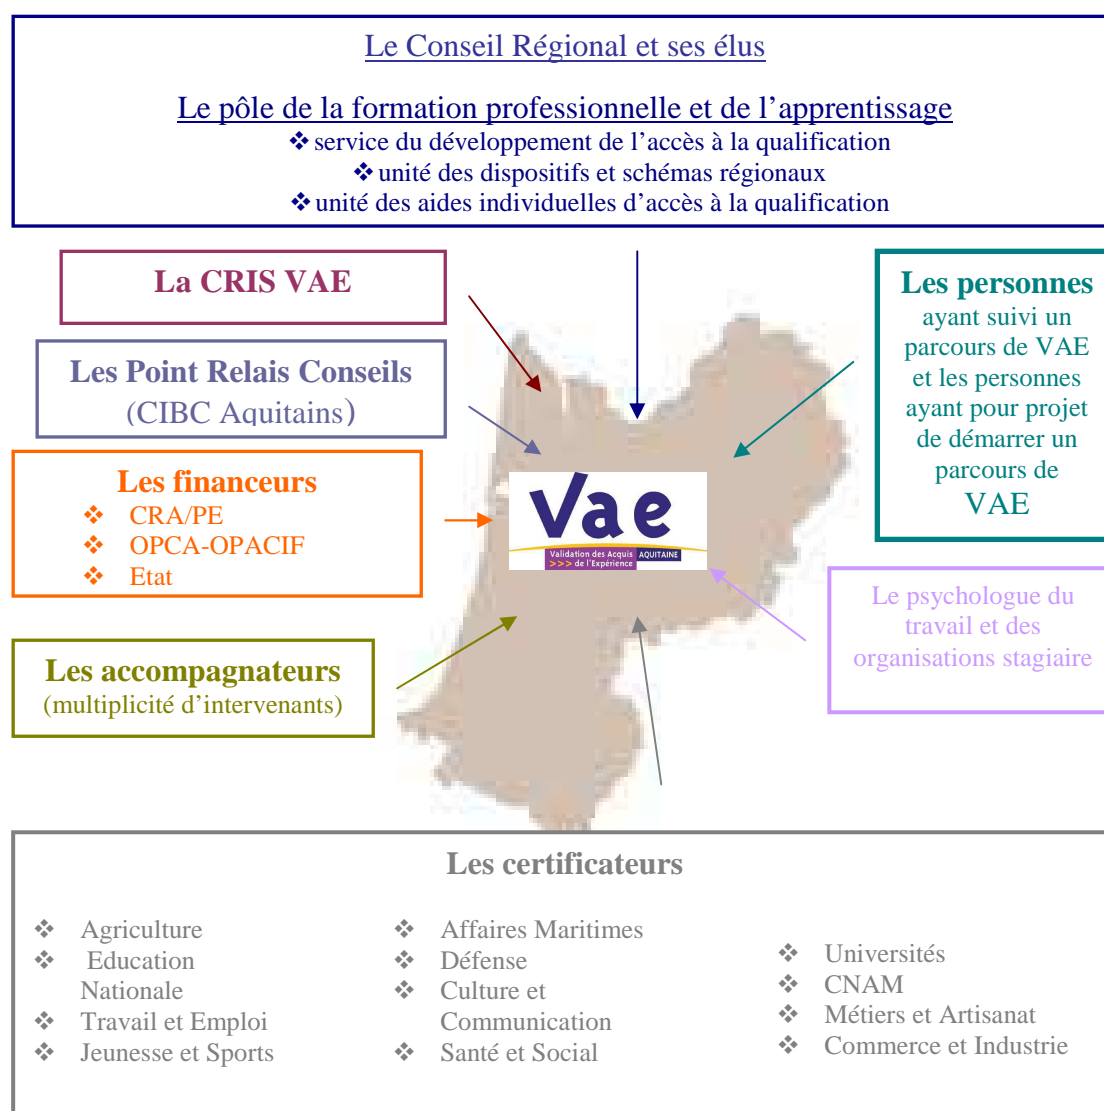 Le Conseil Régional et ses élus
Le pôle de la formation professionnelle et de l’apprentissage
❖ service du développement de l’accès à la qualification
❖ unité des dispositifs et schémas régionaux
❖ unité des aides individuelles d’accès à la qualification
La CRIS VAE
Les Point Relais Conseils
(CIBC Aquitains)
Les financeurs
❖ CRA/PE
❖ OPCA-OPACIF
❖ Etat
Les accompagnateurs
(multiplicité d’intervenants)
Vae
Validation des Acquis
>>> de l'Expérience
AQUITAINE
Les personnes
ayant suivi un
parcours de VAE
et les personnes
ayant pour projet
de démarrer un
parcours de
VAE
Le psychologue du
travail et des
organisations stagiaire
Les certificateurs
❖ Agriculture
❖ Education
Nationale
❖ Travail et Emploi
❖ Jeunesse et Sports
❖ Affaires Maritimes
❖ Défense
❖ Culture et
Communication
❖ Santé et Social
❖ Universités
❖ CNAM
❖ Métiers et Artisanat
❖ Commerce et Industrie